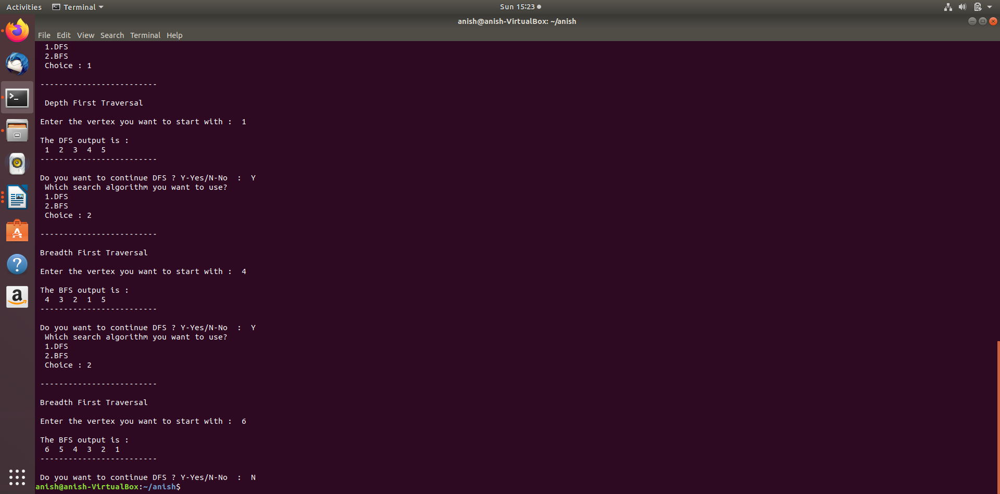 Activities Terminal Sun 15:23
anish@anish-VirtualBox: ~/anish
File Edit View Search Terminal Help
1.DFS
2.BFS
Choice : 1
-------------------------
Depth First Traversal
Enter the vertex you want to start with :  1
The DFS output is :
1  2  3  4  5
-------------------------
Do you want to continue DFS ? Y-Yes/N-No  :  Y
Which search algorithm you want to use?
1.DFS
2.BFS
Choice : 2
-------------------------
Breadth First Traversal
Enter the vertex you want to start with :  4
The BFS output is :
4  3  2  1  5
-------------------------
Do you want to continue DFS ? Y-Yes/N-No  :  Y
Which search algorithm you want to use?
1.DFS
2.BFS
Choice : 2
-------------------------
Breadth First Traversal
Enter the vertex you want to start with :  6
The BFS output is :
6  5  4  3  2  1
-------------------------
Do you want to continue DFS ? Y-Yes/N-No  :  N
anish@anish-VirtualBox:~/anish$